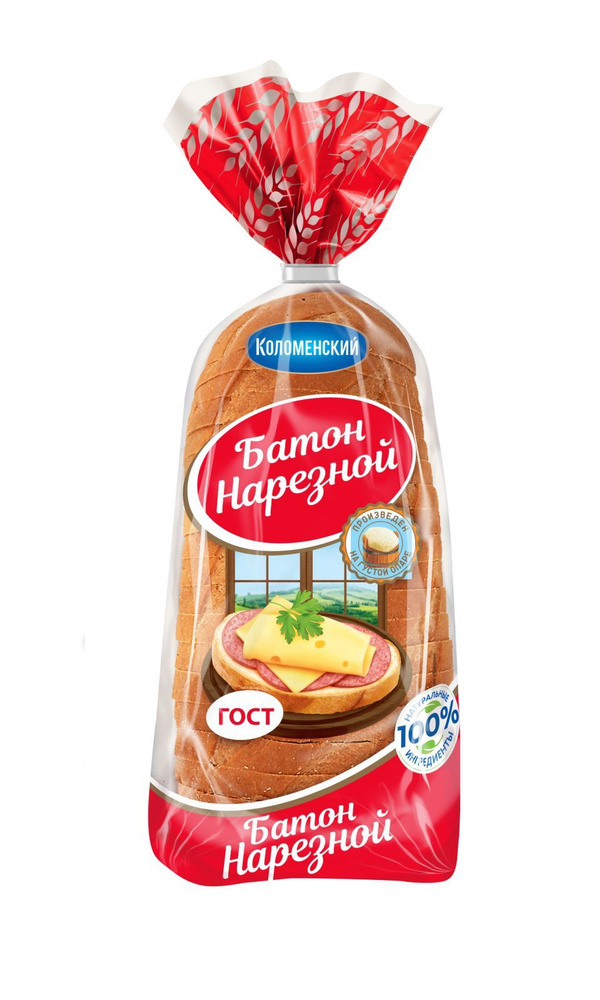 Коломенский
Батон
Нарезной
ПРОИЗВЕДЕН
НА ГУСТОЙ ОПАРЕ
ГОСТ
НАТУРАЛЬНЫЕ
100%
ИНГРЕДИЕНТЫ
Батон
Нарезной